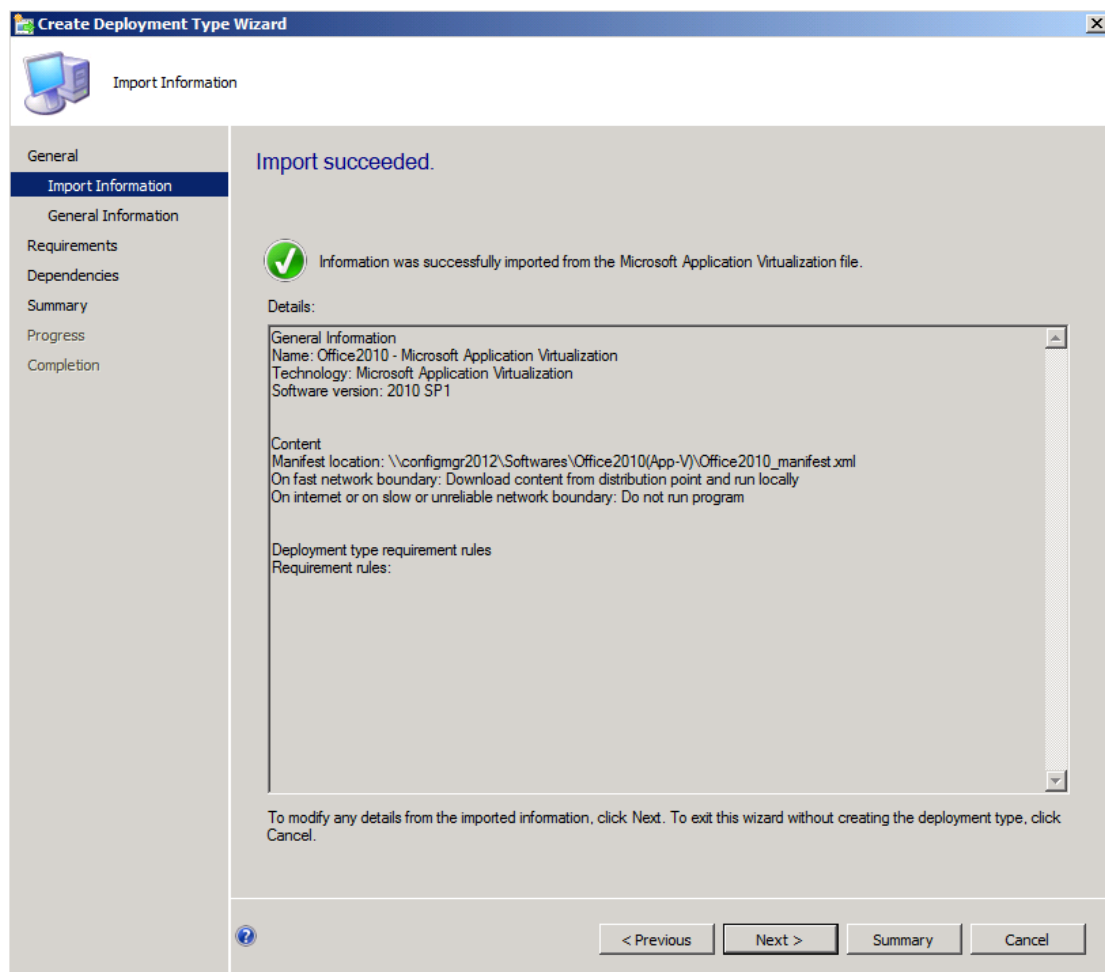 Create Deployment Type Wizard
Import Information
General
Import Information
General Information
Requirements
Dependencies
Summary
Progress
Completion
Import succeeded.
Information was successfully imported from the Microsoft Application Virtualization file.
Details:
General Information
Name: Office2010 - Microsoft Application Virtualization
Technology: Microsoft Application Virtualization
Software version: 2010 SP1
Content
Manifest location: \\configmgr2012\Softwares\Office2010(App-V)\Office2010_manifest.xml
On fast network boundary: Download content from distribution point and run locally
On internet or on slow or unreliable network boundary: Do not run program
Deployment type requirement rules
Requirement rules:
To modify any details from the imported information, click Next. To exit this wizard without creating the deployment type, click
Cancel.
< Previous
Next >
Summary
Cancel